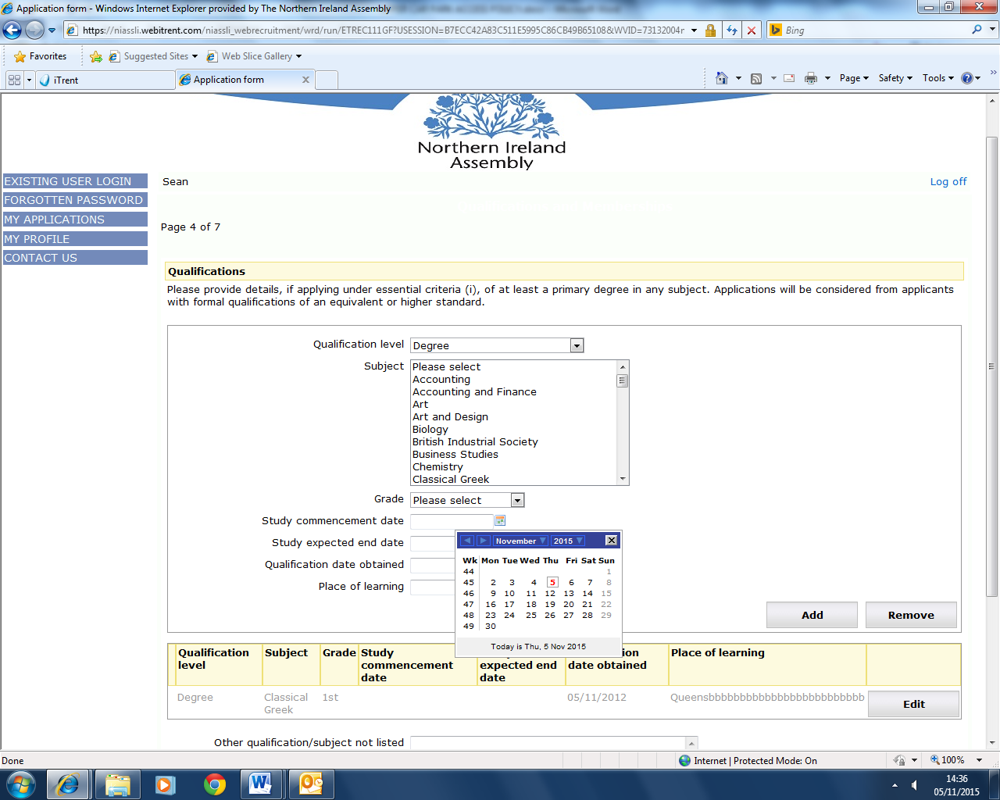 Application form - Windows Internet Explorer provided by The Northern Ireland Assembly
https://niassli.webitrent.com/niassli_webrecruitment/wrd/run/ETREC111GF?USESSION=B7ECC42A83C511E5995C86CB49B65108&WVID=73132004r
Bing
Favorites
Suggested Sites
Web Slice Gallery
iTrent
Application form
Page
Safety
Tools
Northern Ireland
Assembly
EXISTING USER LOGIN
FORGOTTEN PASSWORD
MY APPLICATIONS
MY PROFILE
CONTACT US
Sean
Log off
Page 4 of 7
Qualifications
Please provide details, if applying under essential criteria (i), of at least a primary degree in any subject. Applications will be considered from applicants
with formal qualifications of an equivalent or higher standard.
Qualification level
Degree
Subject
Please select
Accounting
Accounting and Finance
Art
Art and Design
Biology
British Industrial Society
Business Studies
Chemistry
Classical Greek
Grade
Please select
Study commencement date
Study expected end date
Qualification date obtained
Place of learning
November 2015
Wk Mon Tue Wed Thu Fri Sat Sun
44 1
45 2 3 4 5 6 7 8
46 9 10 11 12 13 14 15
47 16 17 18 19 20 21 22
48 23 24 25 26 27 28 29
49 30
Today is Thu, 5 Nov 2015
Add
Remove
Qualification
level
Subject
Grade
Study
commencement
date
expected end
date
date obtained
Place of learning
Degree
Classical
Greek
1st
05/11/2012
Queensbbbbbbbbbbbbbbbbbbbbbbbbb
Edit
Other qualification/subject not listed
Done
Internet | Protected Mode: On
100%
14:36
05/11/2015